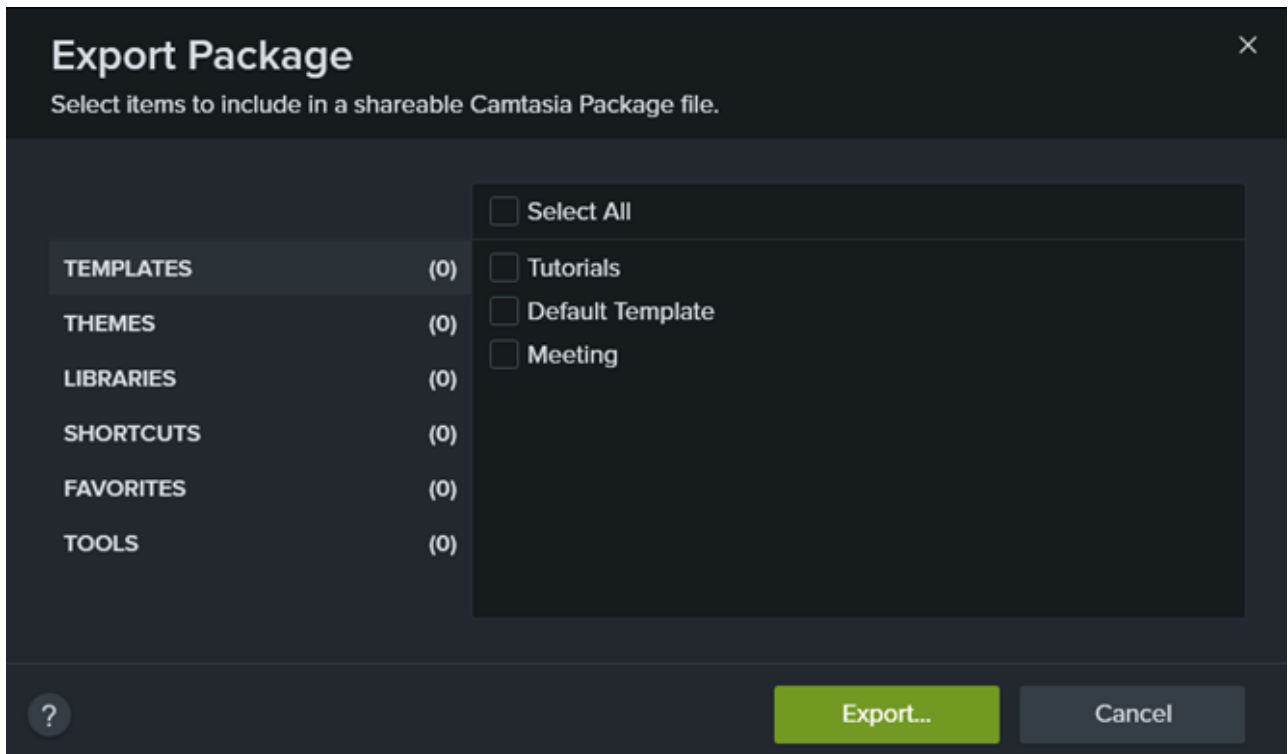 Export Package
Select items to include in a shareable Camtasia Package file.
Select All
TEMPLATES (0)
THEMES (0)
LIBRARIES (0)
SHORTCUTS (0)
FAVORITES (0)
TOOLS (0)
Tutorials
Default Template
Meeting
?
Export...
Cancel